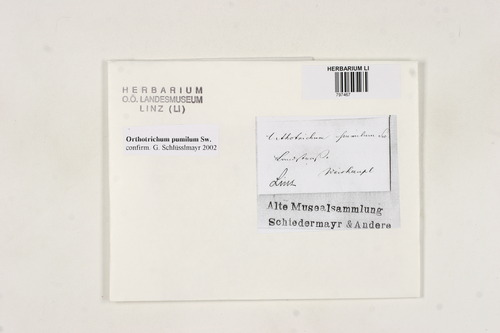 HERBARIUM
O.Ö. LANDESMUSEUM
LINZ (LI)
HERBARIUM LI
Orthotrichum pumilum Sw.
confirm. G. Schlüsslmayr 2002
Orthotrichum pumilum Sw
Linz
Alte Musealsammlung
Schiedermayr & Andere